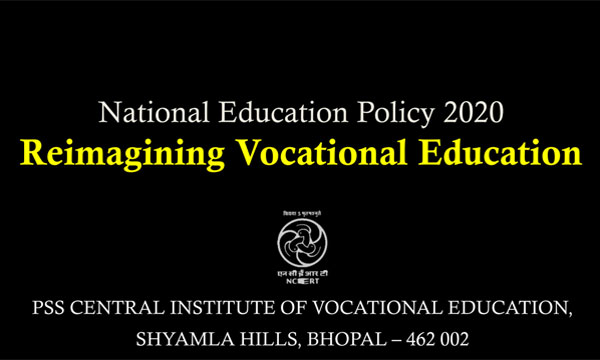 National Education Policy 2020
Reimagining Vocational Education
एन सी ई आर टी
NCERT
PSS CENTRAL INSTITUTE OF VOCATIONAL EDUCATION,
SHYAMLA HILLS, BHOPAL – 462 002